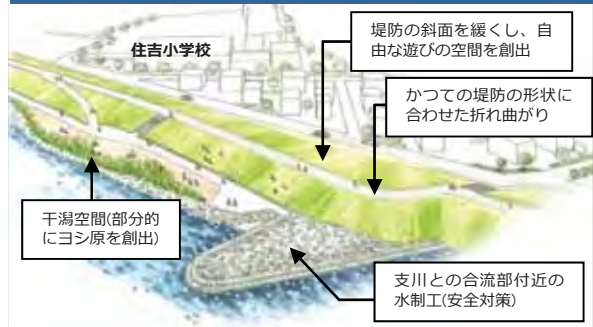 堤防の斜面を緩くし、自
由な遊びの空間を創出
住吉小学校
かつての堤防の形状に
合わせた折れ曲がり
干潟空間(部分的
にヨシ原を創出)
支川との合流部付近の
水制工(安全対策)